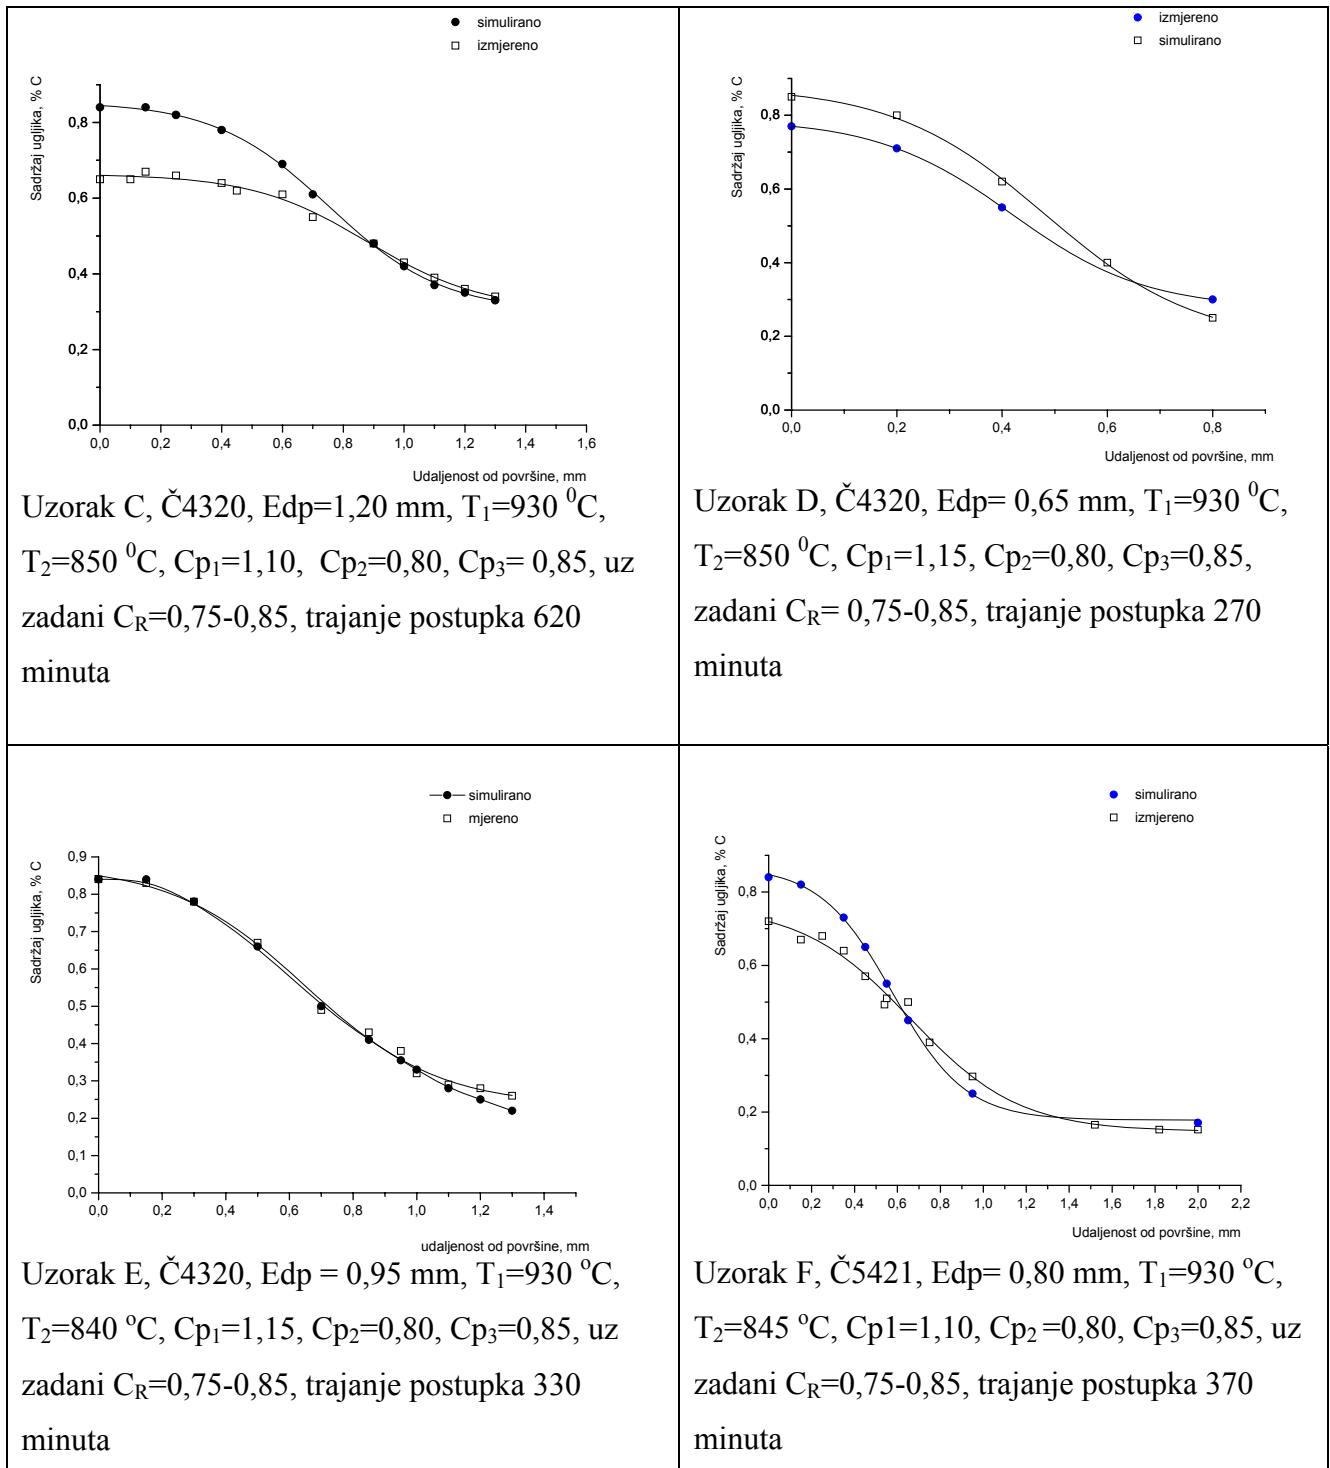 simulirano
izmjereno
Sadržaj ugljika, % C
0,8
0,6
0,4
0,2
0,0
0,0 0,2 0,4 0,6 0,8 1,0 1,2 1,4 1,6
Udaljenost od površine, mm
Uzorak C, Č4320, Edp=1,20 mm, T1=930 ⁰C,
T2=850 ⁰C, Cp1=1,10, Cp2=0,80, Cp3= 0,85, uz
zadani CR=0,75-0,85, trajanje postupka 620
minuta
izmjereno
simulirano
Sadržaj ugljika, % C
0,8
0,6
0,4
0,2
0,0
0,0 0,2 0,4 0,6 0,8
Udaljenost od površine, mm
Uzorak D, Č4320, Edp= 0,65 mm, T1=930 ⁰C,
T2=850 ⁰C, Cp1=1,15, Cp2=0,80, Cp3=0,85,
zadani CR= 0,75-0,85, trajanje postupka 270
minuta
simulirano
mjereno
Sadržaj ugljika, % C
0,9
0,8
0,7
0,6
0,5
0,4
0,3
0,2
0,1
0,0
0,0 0,2 0,4 0,6 0,8 1,0 1,2 1,4
udaljenost od površine, mm
Uzorak E, Č4320, Edp = 0,95 mm, T1=930 ᵒC,
T2=840 ᵒC, Cp1=1,15, Cp2=0,80, Cp3=0,85, uz
zadani CR=0,75-0,85, trajanje postupka 330
minuta
simulirano
izmjereno
Sadržaj ugljika, % C
0,8
0,6
0,4
0,2
0,0
0,0 0,2 0,4 0,6 0,8 1,0 1,2 1,4 1,6 1,8 2,0 2,2
Udaljenost od površine, mm
Uzorak F, Č5421, Edp= 0,80 mm, T1=930 ᵒC,
T2=845 ᵒC, Cp1=1,10, Cp2 =0,80, Cp3=0,85, uz
zadani CR=0,75-0,85, trajanje postupka 370
minuta